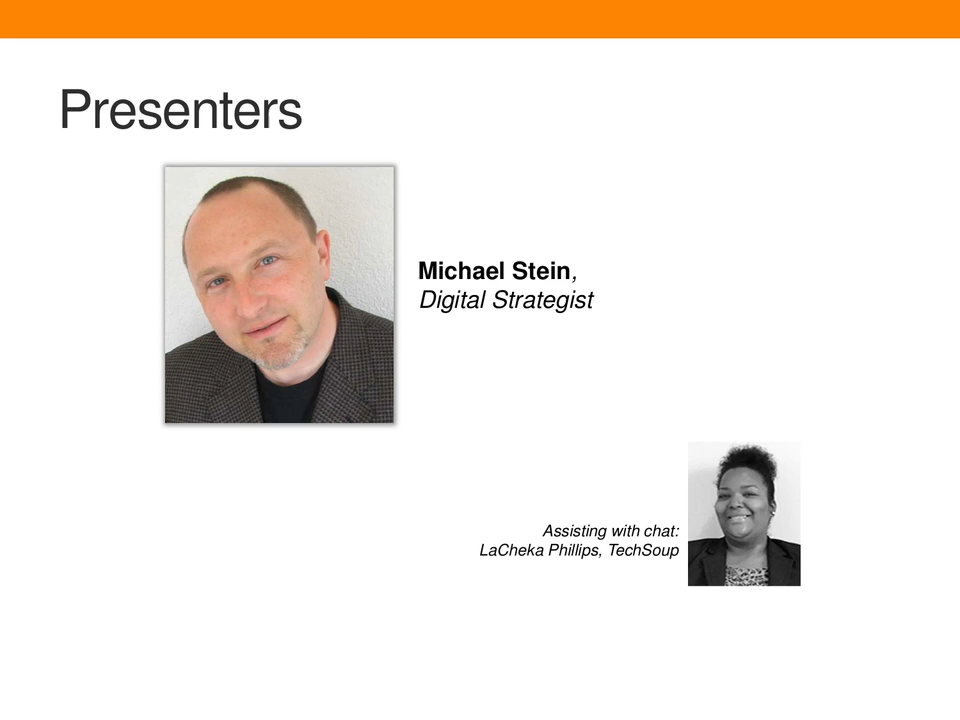 Presenters
Michael Stein,
Digital Strategist
Assisting with chat:
LaCheka Phillips, TechSoup